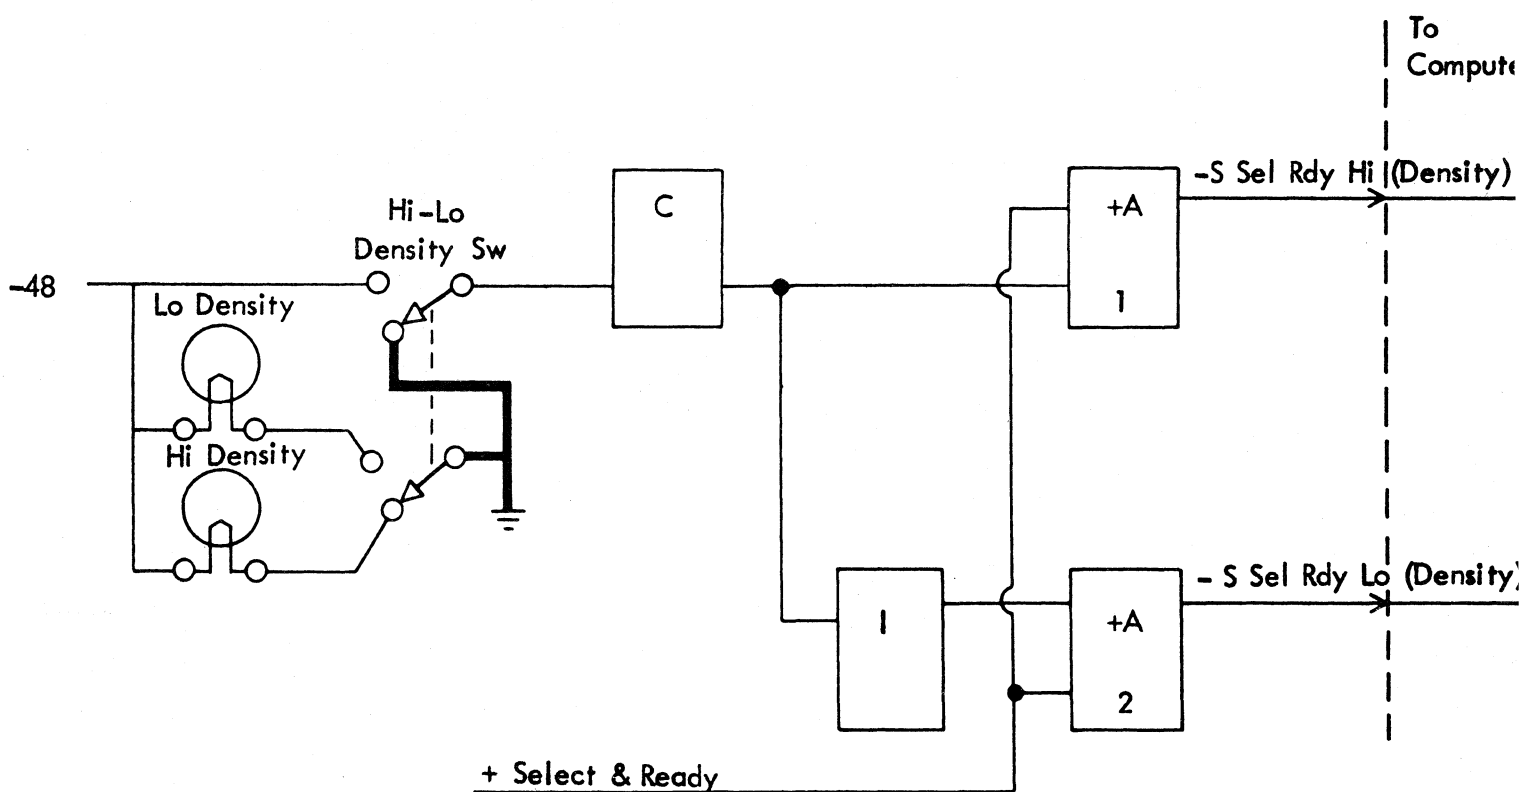 To
Compute
-S Sel Rdy Hi (Density)
C
+A
1
Hi-Lo
Density Sw
-48
Lo Density
Hi Density
- S Sel Rdy Lo (Density)
I
+A
2
+ Select & Ready